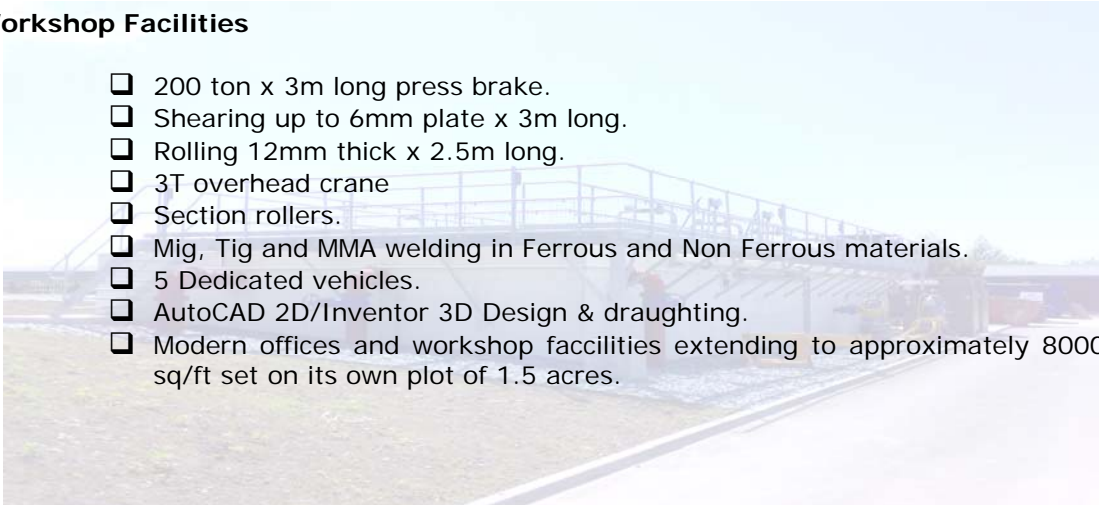 orkshop Facilities
❑ 200 ton x 3m long press brake.
❑ Shearing up to 6mm plate x 3m long.
❑ Rolling 12mm thick x 2.5m long.
❑ 3T overhead crane
❑ Section rollers.
❑ Mig, Tig and MMA welding in Ferrous and Non Ferrous materials.
❑ 5 Dedicated vehicles.
❑ AutoCAD 2D/Inventor 3D Design & draughting.
❑ Modern offices and workshop faccilities extending to approximately 8000
sq/ft set on its own plot of 1.5 acres.